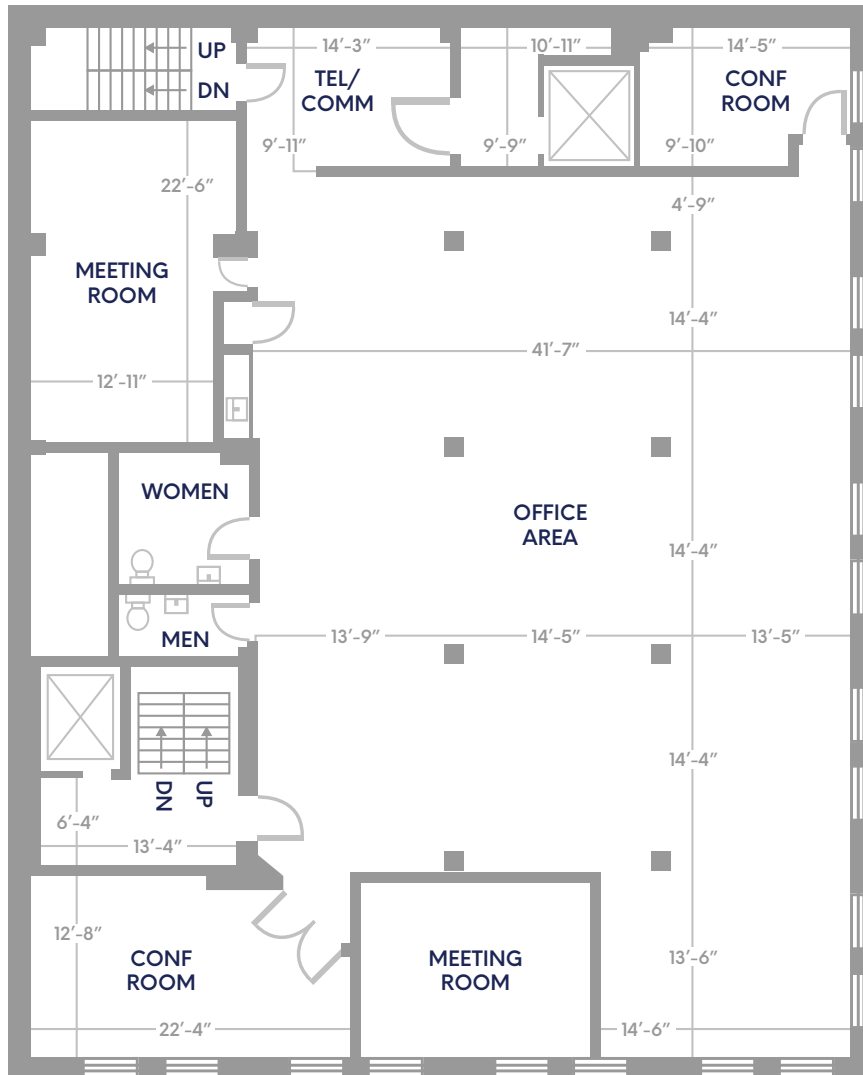 UP
DN
14′-3″
10′-11″
14′-5″
TEL/
COMM
CONF
ROOM
9′-11″
9′-9″
9′-10″
22′-6″
4′-9″
MEETING
ROOM
14′-4″
41′-7″
12′-11″
WOMEN
OFFICE
AREA
14′-4″
MEN
13′-9″
14′-5″
13′-5″
14′-4″
DN
UP
6′-4″
13′-4″
12′-8″
CONF
ROOM
MEETING
ROOM
13′-6″
22′-4″
14′-6″